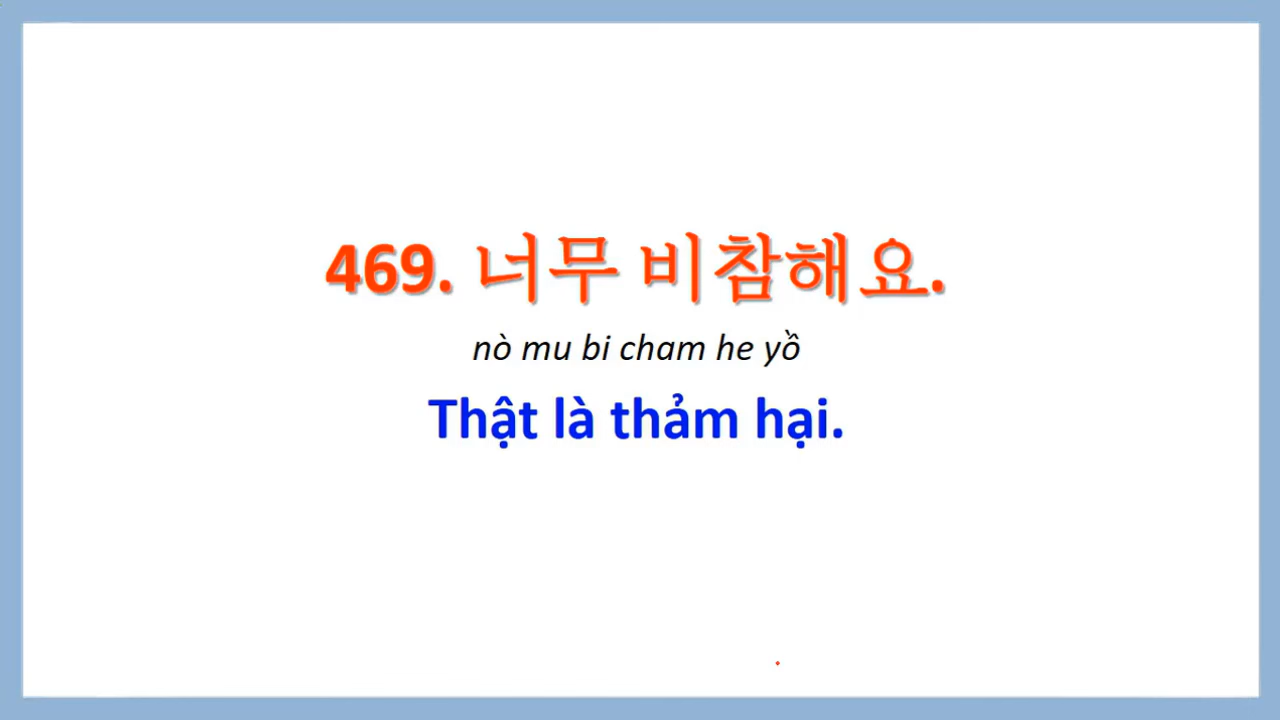 469. 너무 비참해요.
nò mu bi cham he yồ
Thật là thảm hại.